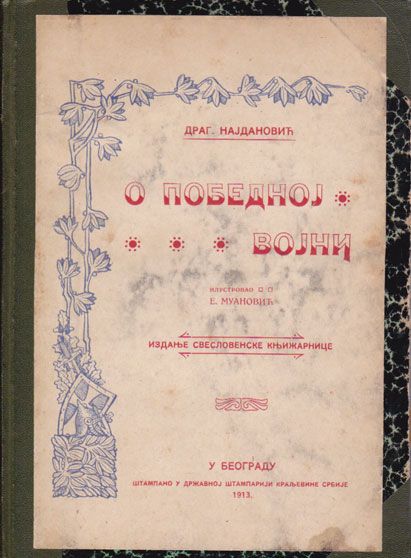 ДРАГ. НАЈДАНОВИЋ
О ПОБЕДНОЈ
ВОЈНИ
ИЛУСТРОВАО
Е. МУАНОВИЋ
ИЗДАЊЕ СВЕСЛОВЕНСКЕ КЊИЖАРНИЦЕ
У БЕОГРАДУ
ШТАМПАНО У ДРЖАВНОЈ ШТАМПАРИЈИ КРАЉЕВИНЕ СРБИЈЕ
1913.